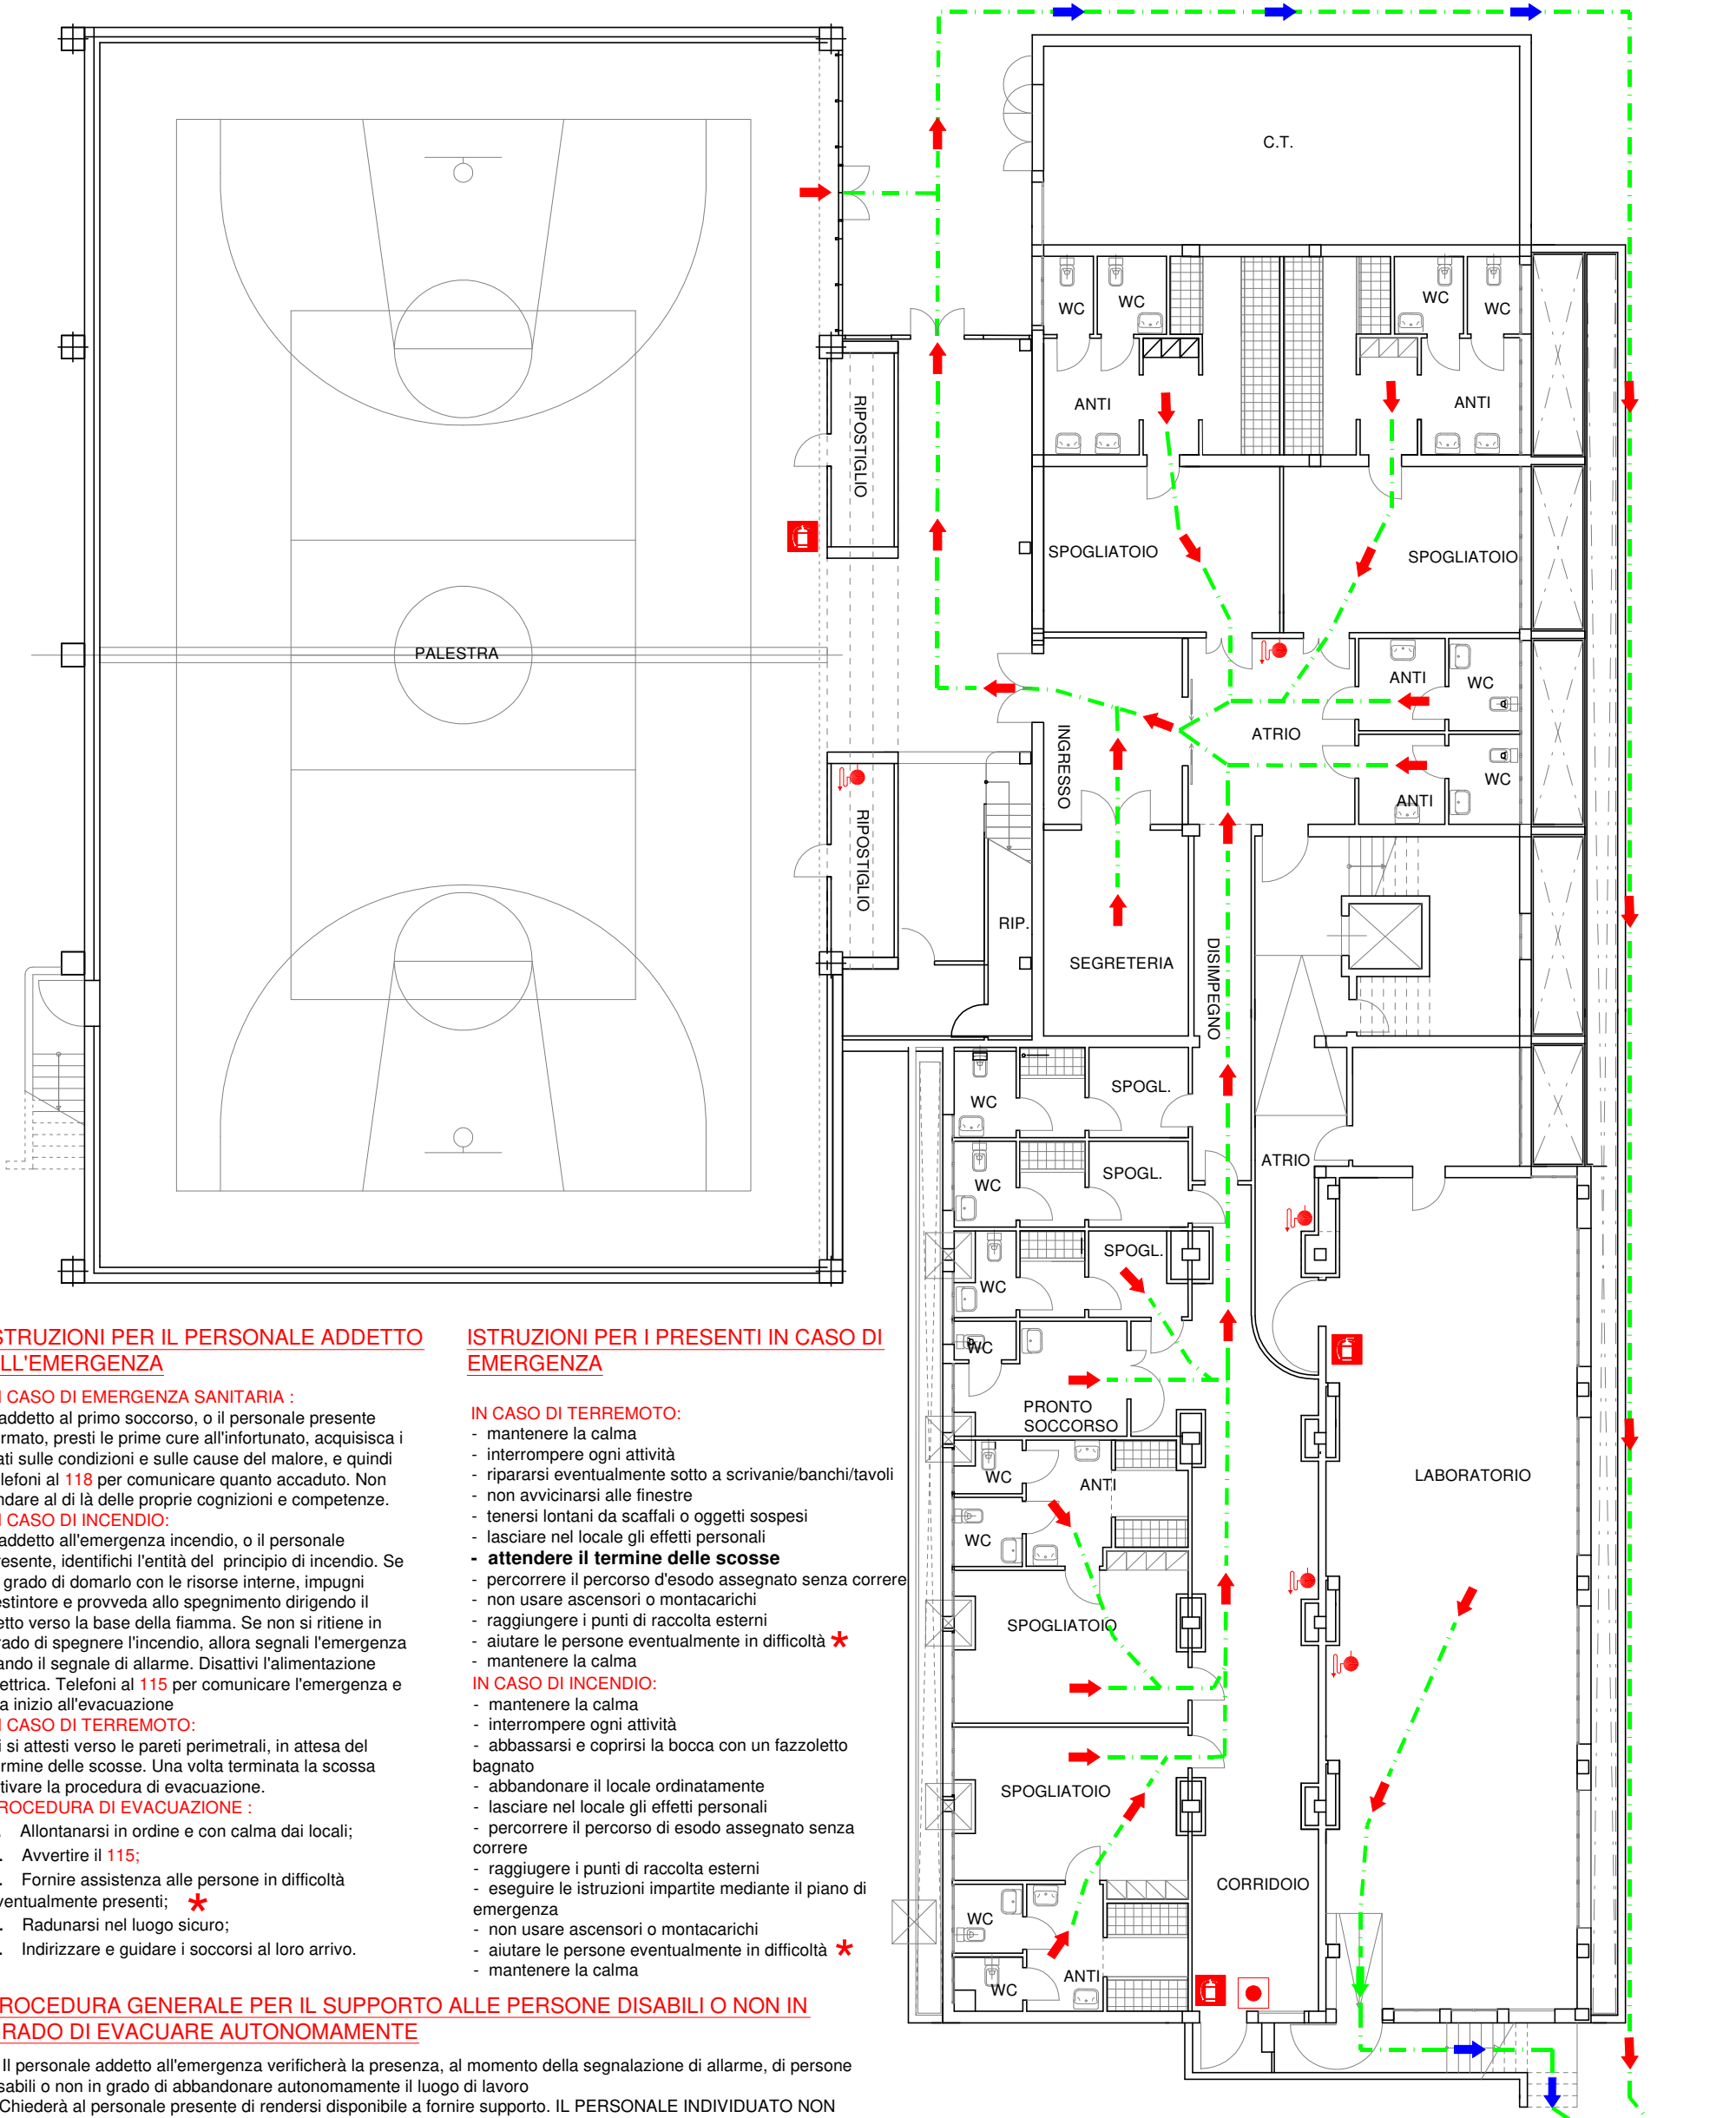 C.T.
WC
WC
WC
WC
ANTI
ANTI
RIPOSTIGLIO
SPOGLIATOIO
SPOGLIATOIO
PALESTRA
ANTI
WC
INGRESSO
ATRIO
WC
ANTI
RIPOSTIGLIO
RIP.
SEGRETERIA
DISIMPEGNO
SPOGL.
WC
ATRIO
SPOGL.
WC
SPOGL.
WC
WC
PRONTO
SOCCORSO
WC
ANTI
LABORATORIO
WC
SPOGLIATOIO
SPOGLIATOIO
CORRIDOIO
WC
ANTI
WC
STRUZIONI PER IL PERSONALE ADDETTO
LL'EMERGENZA
CASO DI EMERGENZA SANITARIA :
addetto al primo soccorso, o il personale presente
rmato, presti le prime cure all'infortunato, acquisisca i
ati sulle condizioni e sulle cause del malore, e quindi
lefoni al 118 per comunicare quanto accaduto. Non
ndare al di là delle proprie cognizioni e competenze.
CASO DI INCENDIO:
addetto all'emergenza incendio, o il personale
resente, identifichi l'entità del principio di incendio. Se
grado di domarlo con le risorse interne, impugni
estintore e provveda allo spegnimento dirigendo il
etto verso la base della fiamma. Se non si ritiene in
rado di spegnere l'incendio, allora segnali l'emergenza
ando il segnale di allarme. Disattivi l'alimentazione
ettrica. Telefoni al 115 per comunicare l'emergenza e
a inizio all'evacuazione
CASO DI TERREMOTO:
i si attesti verso le pareti perimetrali, in attesa del
rmine delle scosse. Una volta terminata la scossa
tivare la procedura di evacuazione.
ROCEDURA DI EVACUAZIONE :
. Allontanarsi in ordine e con calma dai locali;
. Avvertire il 115;
. Fornire assistenza alle persone in difficoltà
ventualmente presenti; *
. Radunarsi nel luogo sicuro;
. Indirizzare e guidare i soccorsi al loro arrivo.
ISTRUZIONI PER I PRESENTI IN CASO DI
EMERGENZA
IN CASO DI TERREMOTO:
- mantenere la calma
- interrompere ogni attività
- ripararsi eventualmente sotto a scrivanie/banchi/tavoli
- non avvicinarsi alle finestre
- tenersi lontani da scaffali o oggetti sospesi
- lasciare nel locale gli effetti personali
- attendere il termine delle scosse
- percorrere il percorso d'esodo assegnato senza correre
- non usare ascensori o montacarichi
- raggiungere i punti di raccolta esterni
- aiutare le persone eventualmente in difficoltà *
- mantenere la calma
IN CASO DI INCENDIO:
- mantenere la calma
- interrompere ogni attività
- abbassarsi e coprirsi la bocca con un fazzoletto
bagnato
- abbandonare il locale ordinatamente
- lasciare nel locale gli effetti personali
- percorrere il percorso di esodo assegnato senza
correre
- raggiugere i punti di raccolta esterni
- eseguire le istruzioni impartite mediante il piano di
emergenza
- non usare ascensori o montacarichi
- aiutare le persone eventualmente in difficoltà *
- mantenere la calma
ROCEDURA GENERALE PER IL SUPPORTO ALLE PERSONE DISABILI O NON IN
RADO DI EVACUARE AUTONOMAMENTE
Il personale addetto all'emergenza verificherà la presenza, al momento della segnalazione di allarme, di persone
sabili o non in grado di abbandonare autonomamente il luogo di lavoro
Chiederà al personale presente di rendersi disponibile a fornire supporto. IL PERSONALE INDIVIDUATO NON